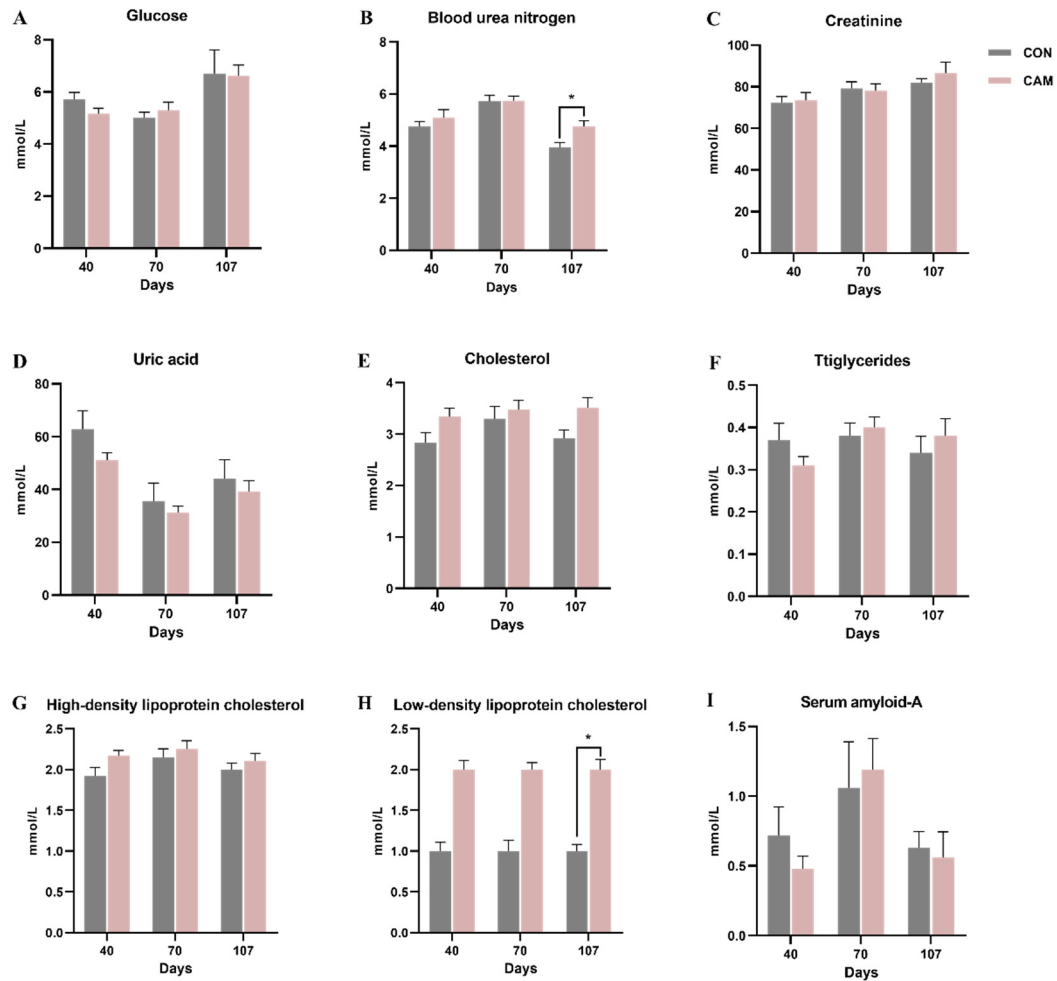 A
Glucose
8
6
4
2
0
mmol/L
40 70 107
Days
B
Blood urea nitrogen
8
6
4
2
0
mmol/L
*
40 70 107
Days
C
Creatinine
100
80
60
40
20
0
mmol/L
40 70 107
Days
CON
CAM
D
Uric acid
80
60
40
20
0
mmol/L
40 70 107
Days
E
Cholesterol
4
3
2
1
0
mmol/L
40 70 107
Days
F
Ttiglycerides
0.5
0.4
0.3
0.2
0.1
0.0
mmol/L
40 70 107
Days
G
High-density lipoprotein cholesterol
2.5
2.0
1.5
1.0
0.5
0.0
mmol/L
40 70 107
Days
H
Low-density lipoprotein cholesterol
2.5
2.0
1.5
1.0
0.5
0.0
mmol/L
*
40 70 107
Days
I
Serum amyloid-A
1.5
1.0
0.5
0.0
mmol/L
40 70 107
Days